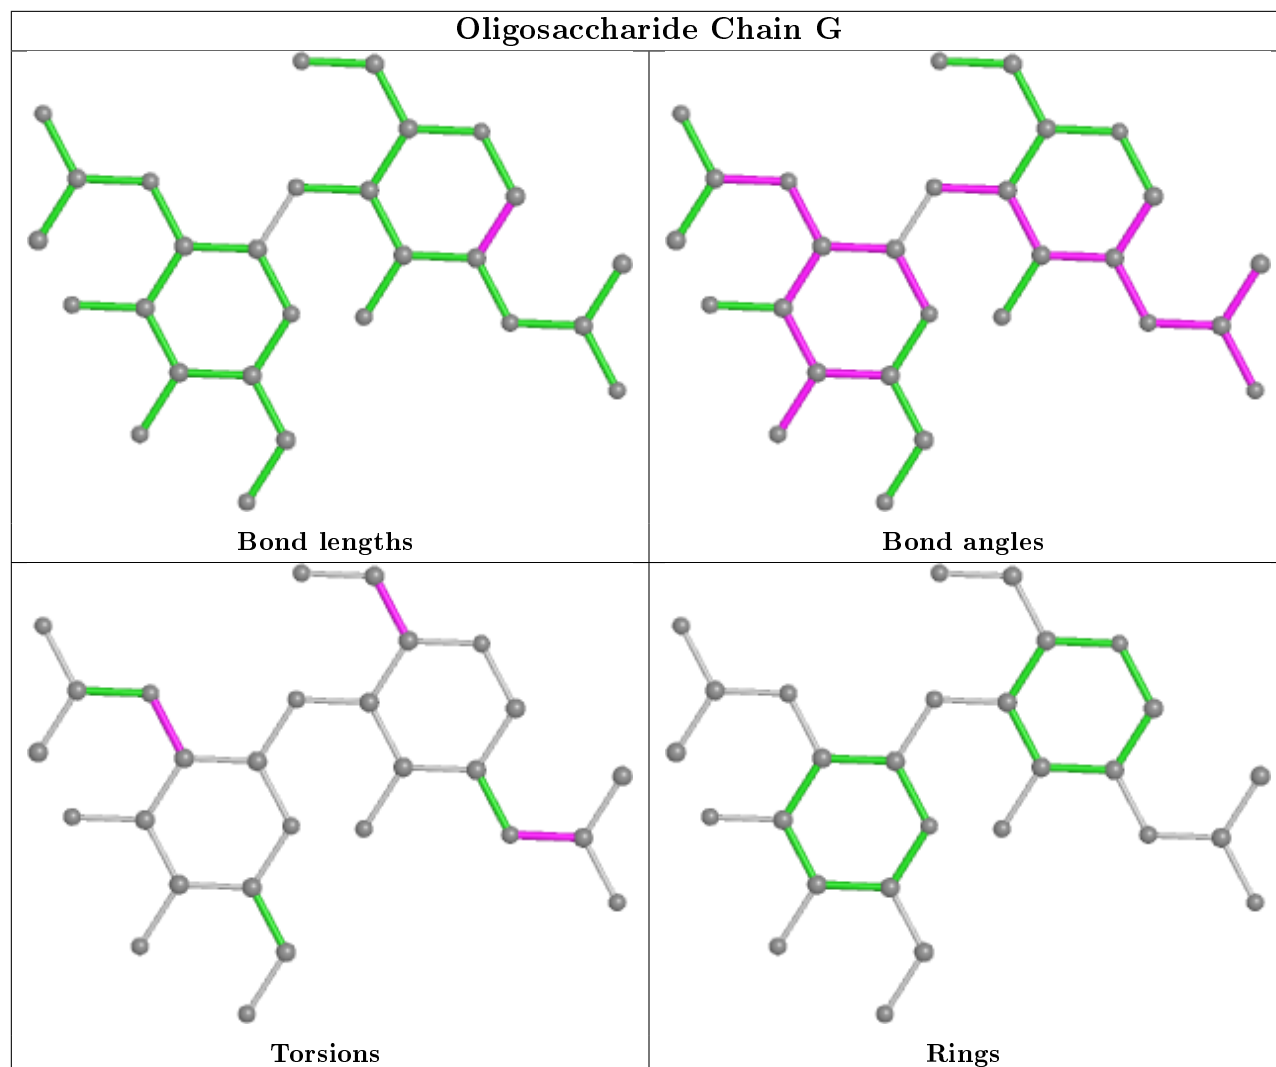 Oligosaccharide Chain G
Bond lengths
Bond angles
Torsions
Rings